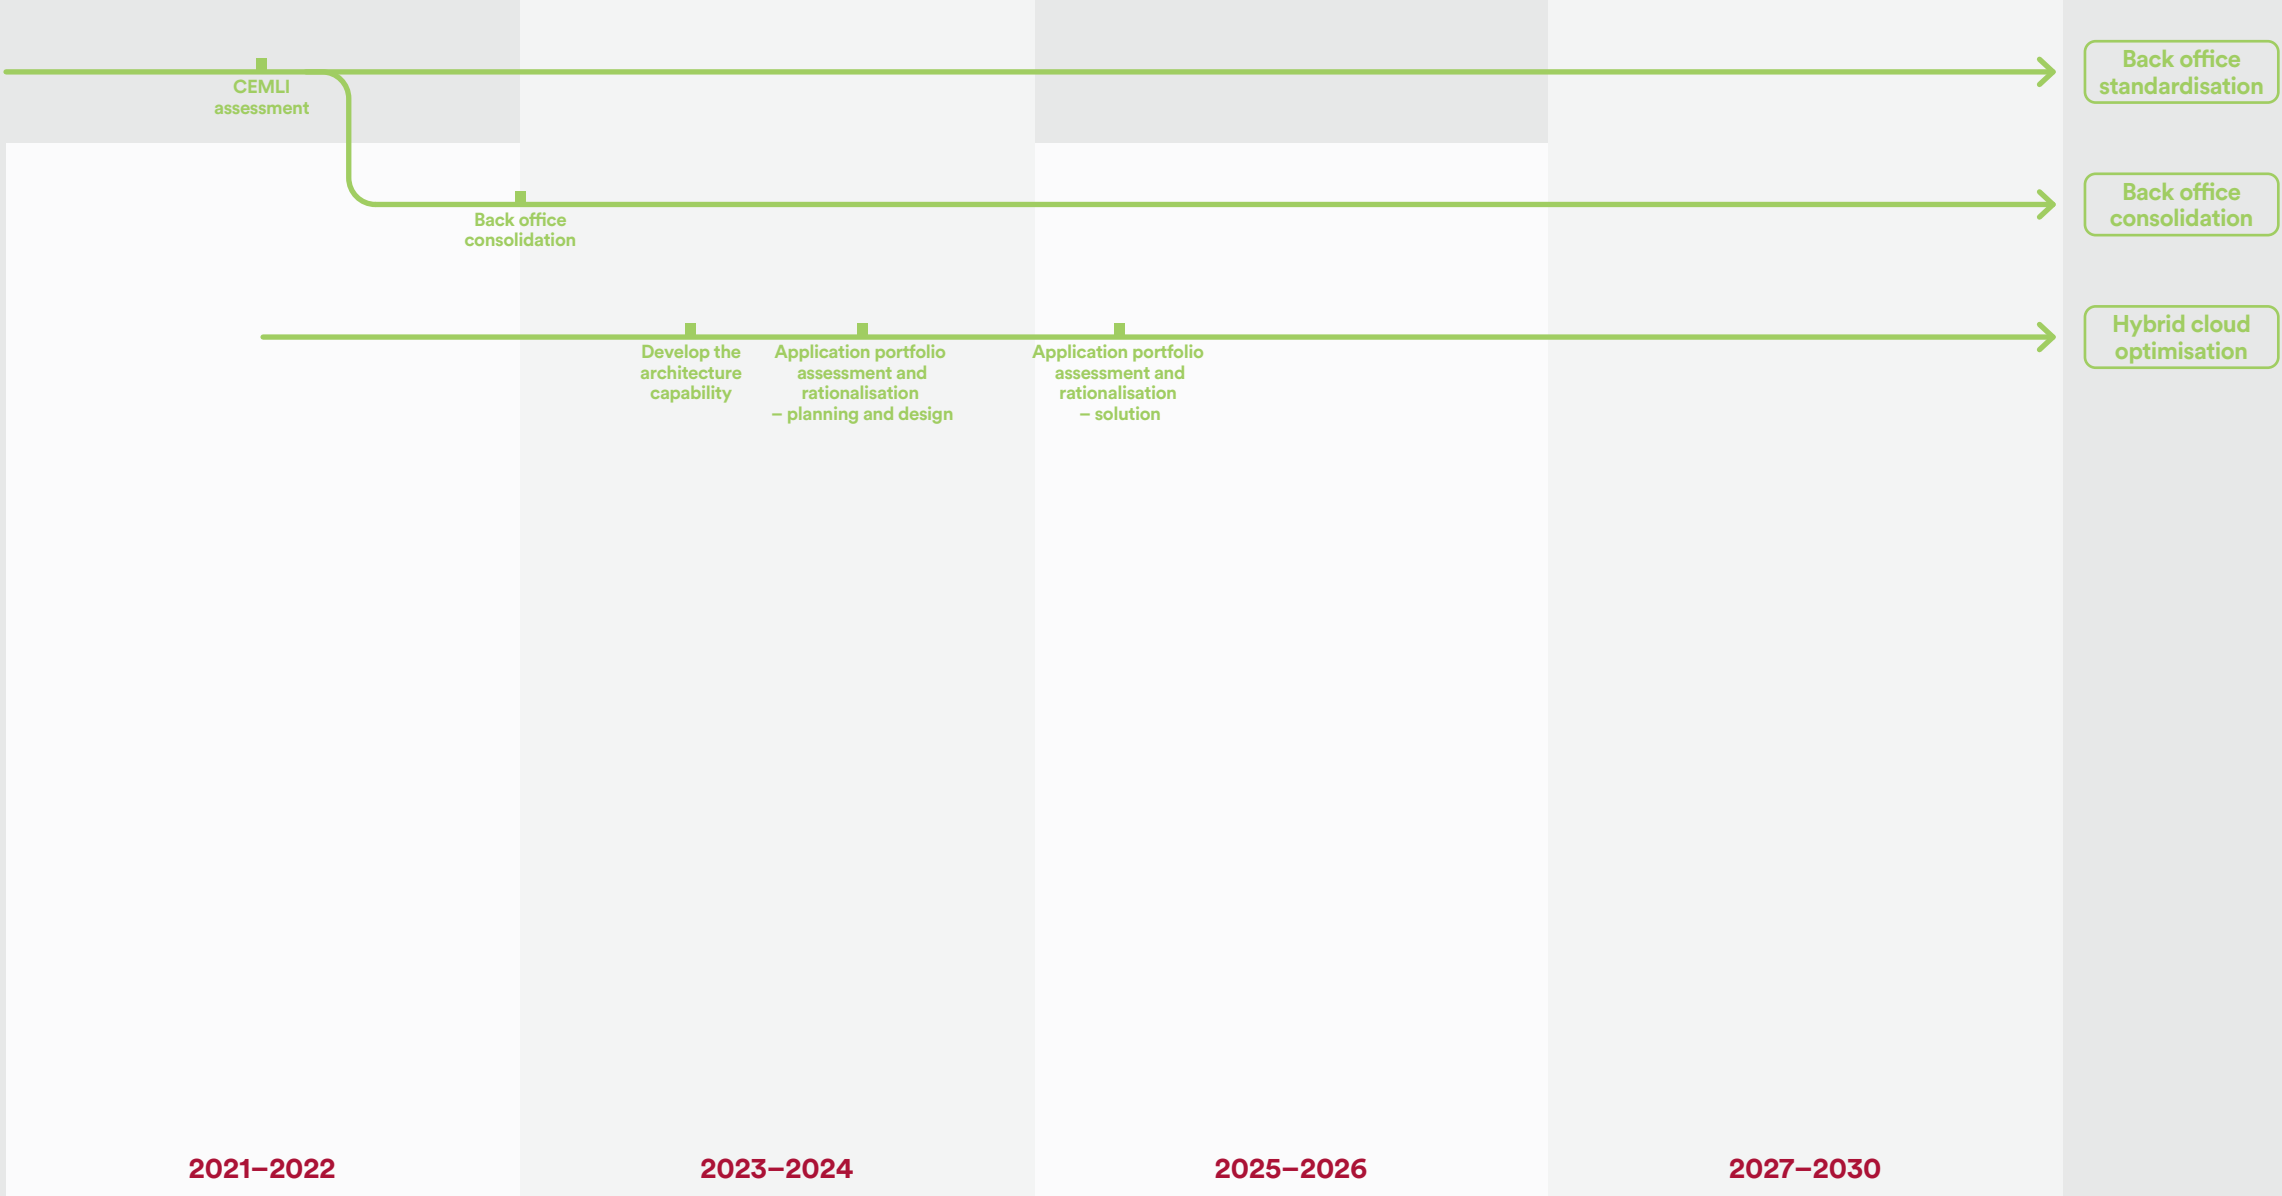 CEMLI
assessment
Back office
standardisation
Back office
consolidation
Back office
consolidation
Develop the
architecture
capability
Application portfolio
assessment and
rationalisation
– planning and design
Application portfolio
assessment and
rationalisation
– solution
Hybrid cloud
optimisation
2021–2022
2023–2024
2025–2026
2027–2030